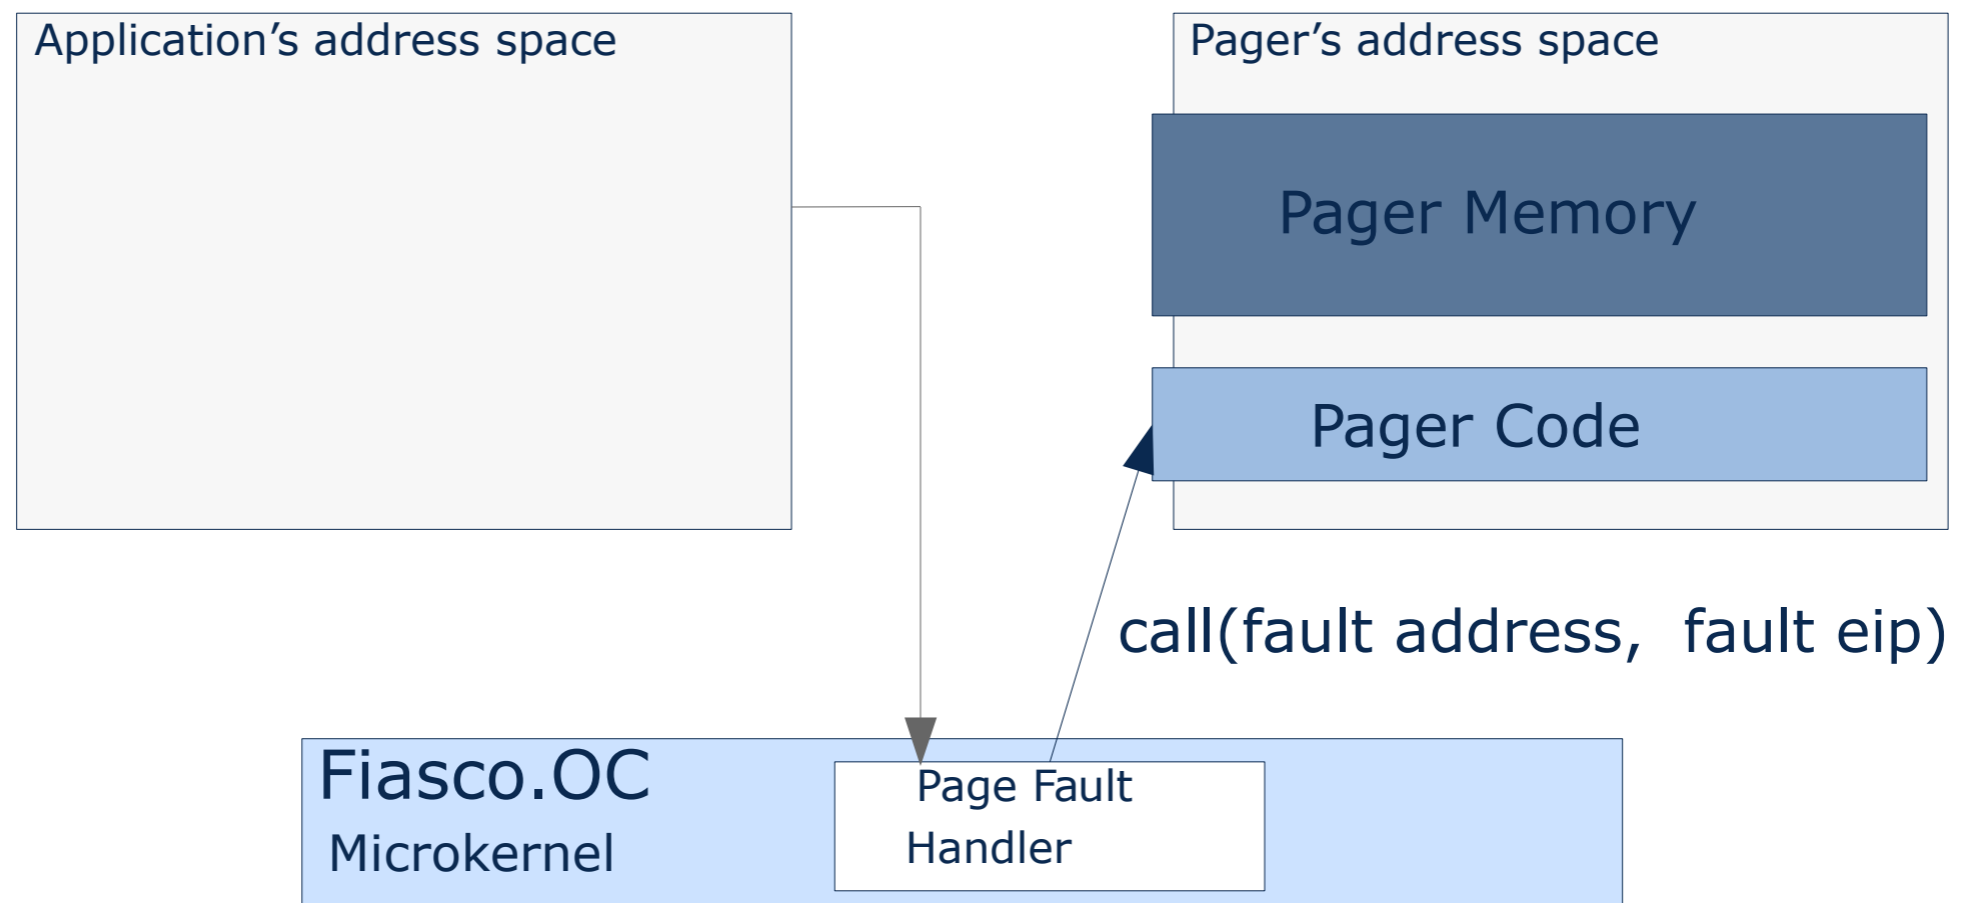 Application’s address space
Pager’s address space
Pager Memory
Pager Code
call(fault address,  fault eip)
Fiasco.OC
Microkernel
Page Fault
Handler